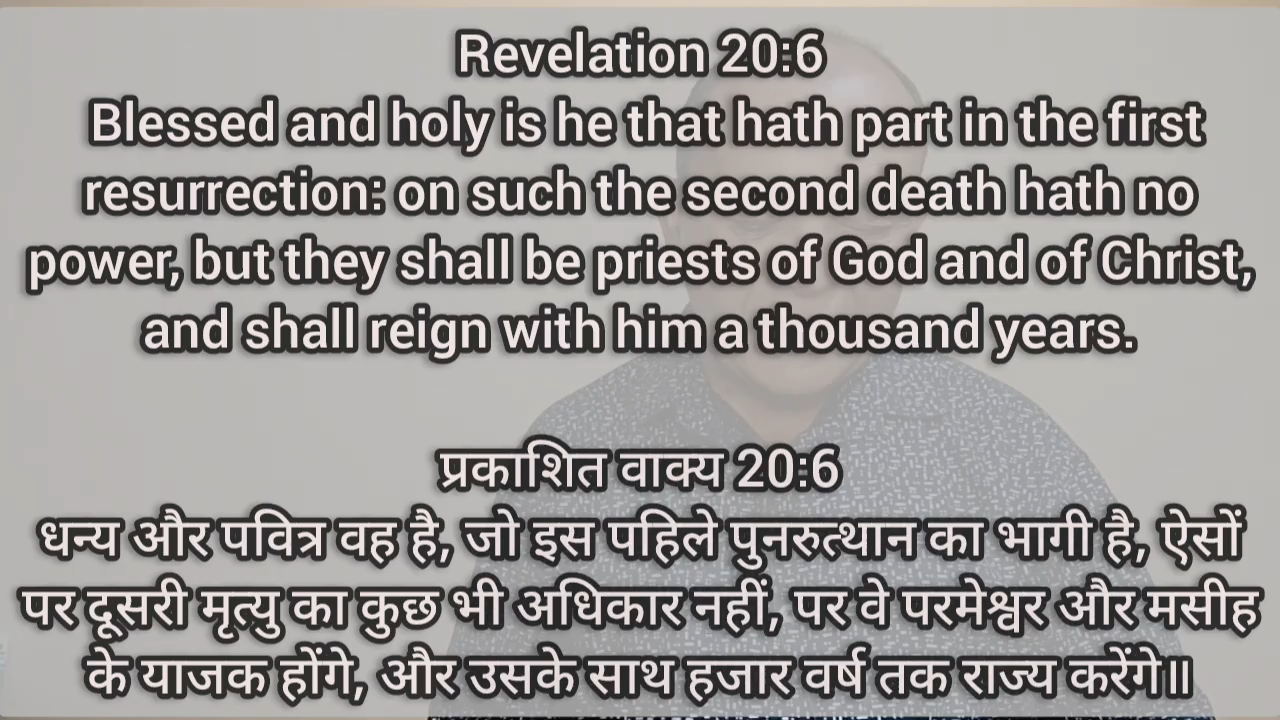 Revelation 20:6
Blessed and holy is he that hath part in the first
resurrection: on such the second death hath no
power, but they shall be priests of God and of Christ,
and shall reign with him a thousand years.
प्रकाशित वाक्य 20:6
धन्य और पवित्र वह है, जो इस पहिले पुनरुत्थान का भागी है, ऐसों
पर दूसरी मृत्यु का कुछ भी अधिकार नहीं, पर वे परमेश्वर और मसीह
के याजक होंगे, और उसके साथ हजार वर्ष तक राज्य करेंगे॥